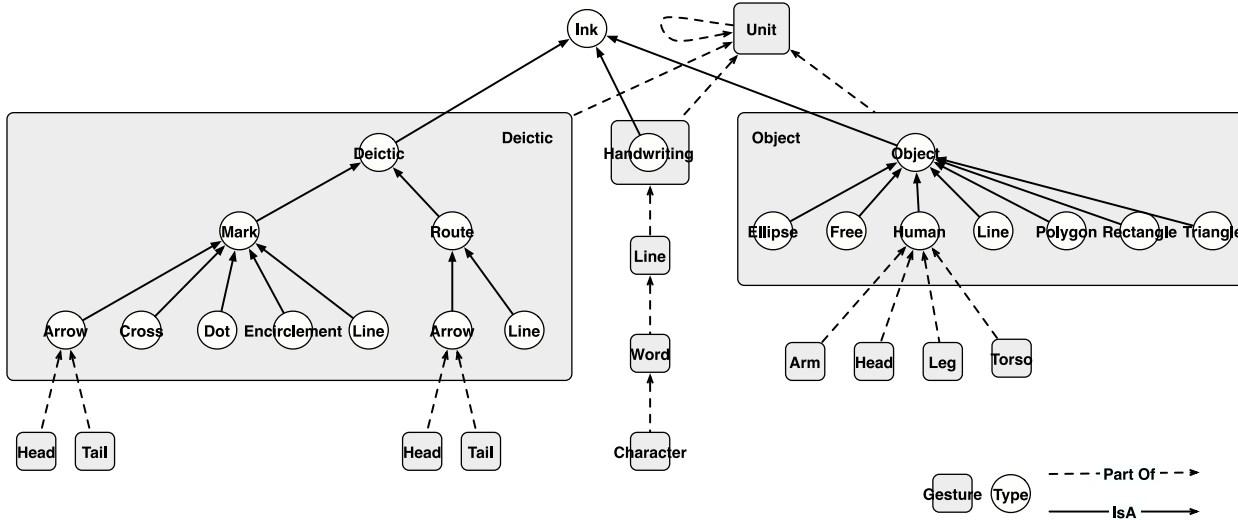 Ink
Unit
Deictic
Object
Deictic
Handwriting
Object
Mark
Route
Ellipse
Free
Human
Line
Polygon
Rectangle
Triangle
Line
Arrow
Cross
Dot
Encirclement
Line
Arrow
Line
Word
Arm
Head
Leg
Torso
Head
Tail
Head
Tail
Character
Gesture
Type
Part Of
IsA